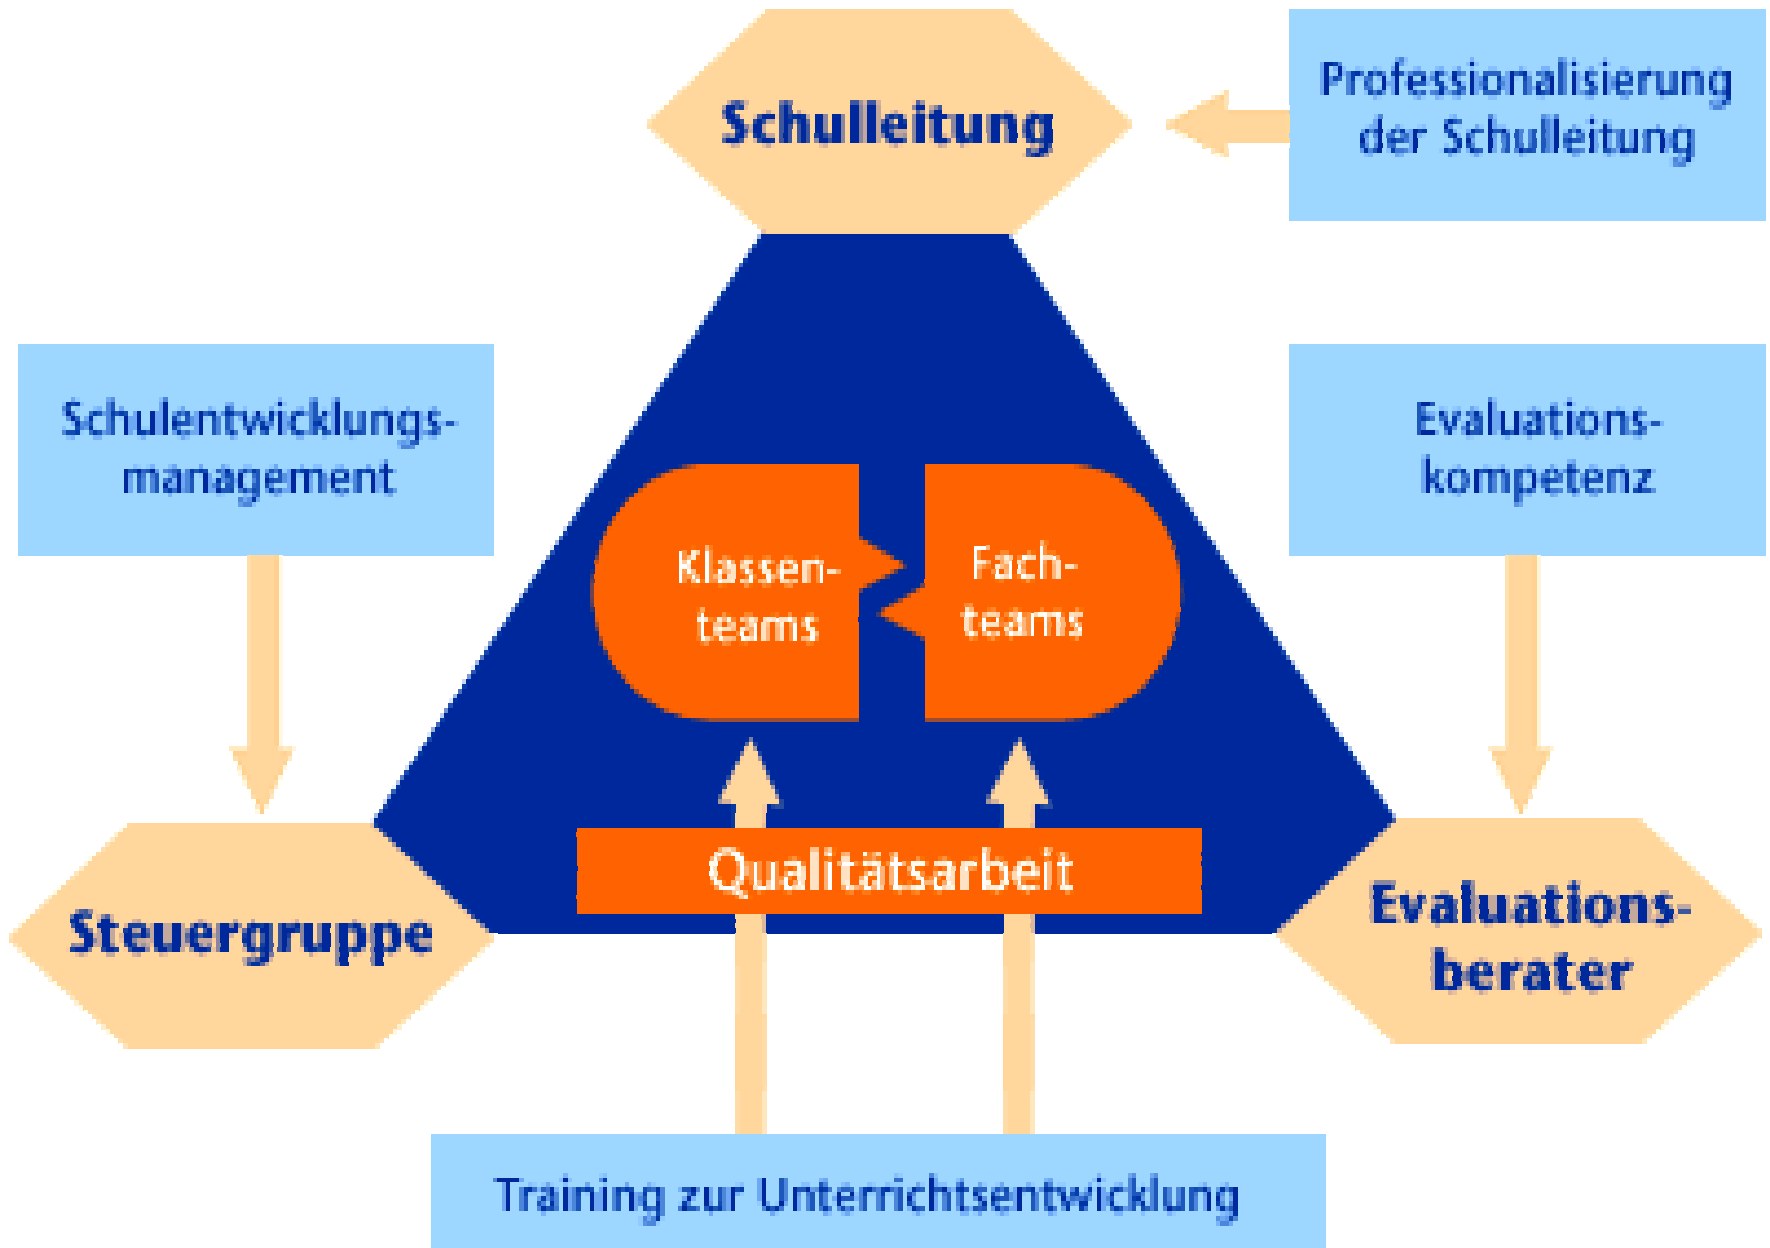 Schulleitung
Professionalisierung
der Schulleitung
Schulentwicklungs-
management
Evaluations-
kompetenz
Klassen-
teams
Fach-
teams
Qualitätsarbeit
Steuergruppe
Evaluations-
berater
Training zur Unterrichtsentwicklung